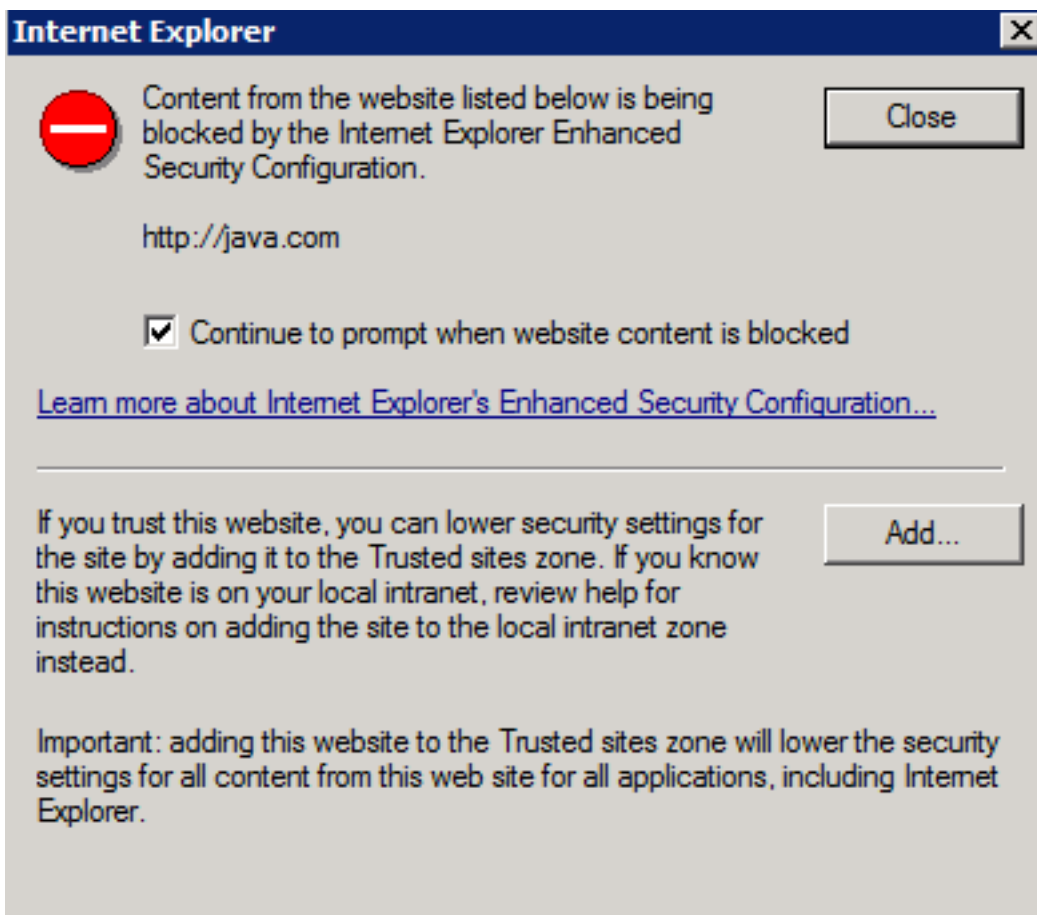 Internet Explorer
Content from the website listed below is being
blocked by the Internet Explorer Enhanced
Security Configuration.
Close
http://java.com
Continue to prompt when website content is blocked
Learn more about Internet Explorer's Enhanced Security Configuration...
If you trust this website, you can lower security settings for
the site by adding it to the Trusted sites zone. If you know
this website is on your local intranet, review help for
instructions on adding the site to the local intranet zone
instead.
Add...
Important: adding this website to the Trusted sites zone will lower the security
settings for all content from this web site for all applications, including Internet
Explorer.